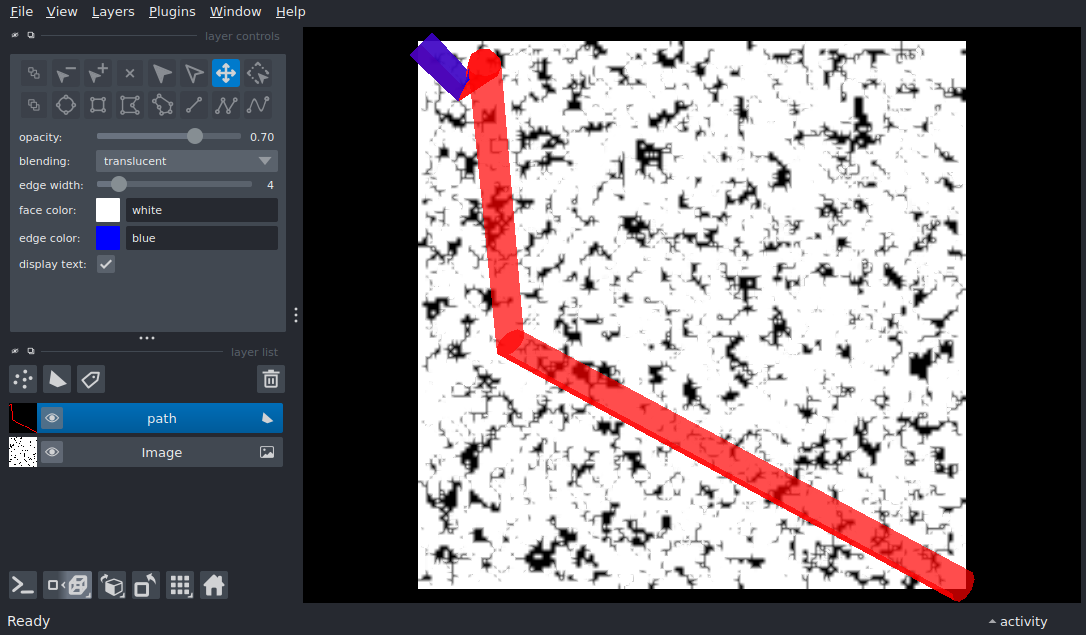 File View Layers Plugins Window Help
layer controls
opacity: 0.70
blending: translucent
edge width: 4
face color: white
edge color: blue
display text:
layer list
path
Image
Ready activity